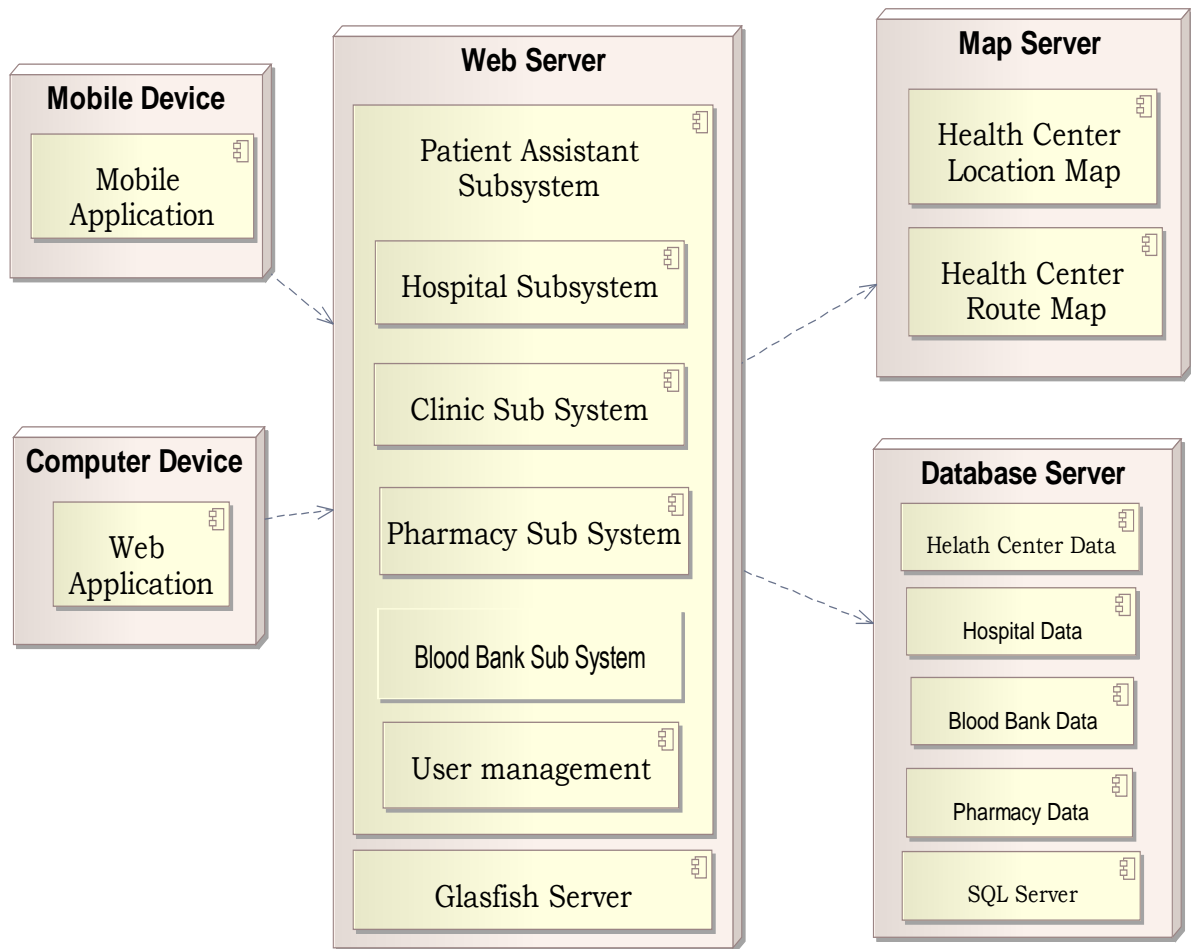 Mobile Device
Mobile
Application
Computer Device
Web
Application
Web Server
Patient Assistant
Subsystem
Hospital Subsystem
Clinic Sub System
Pharmacy Sub System
Blood Bank Sub System
User management
Glasfish Server
Map Server
Health Center
Location Map
Health Center
Route Map
Database Server
Helath Center Data
Hospital Data
Blood Bank Data
Pharmacy Data
SQL Server